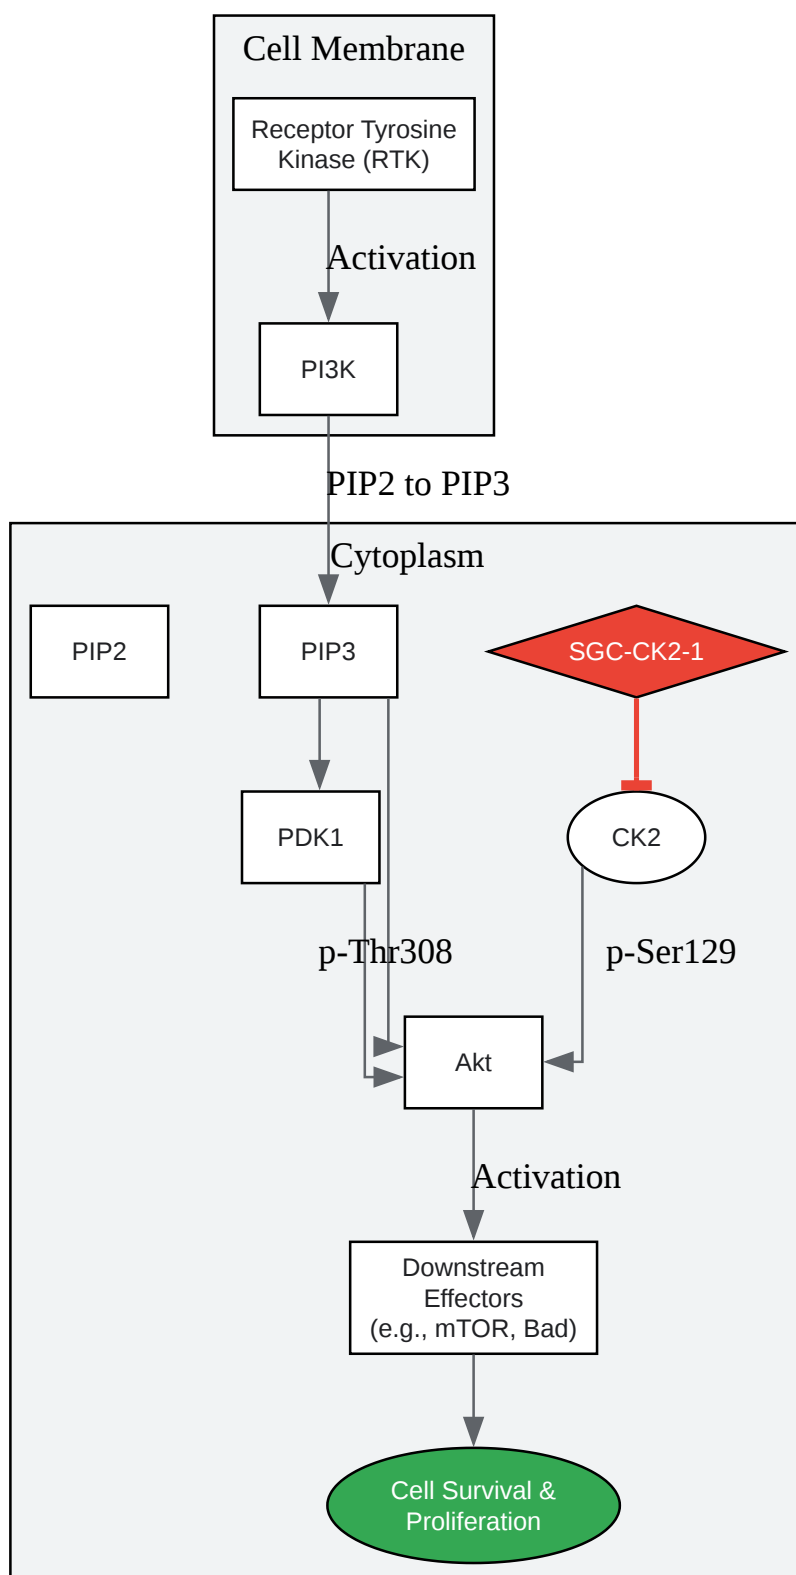 Cell Membrane
Receptor Tyrosine
Kinase (RTK)
Activation
PI3K
PIP2 to PIP3
Cytoplasm
PIP2
PIP3
SGC-CK2-1
PDK1
CK2
p-Thr308
p-Ser129
Akt
Activation
Downstream
Effectors
(e.g., mTOR, Bad)
Cell Survival &
Proliferation